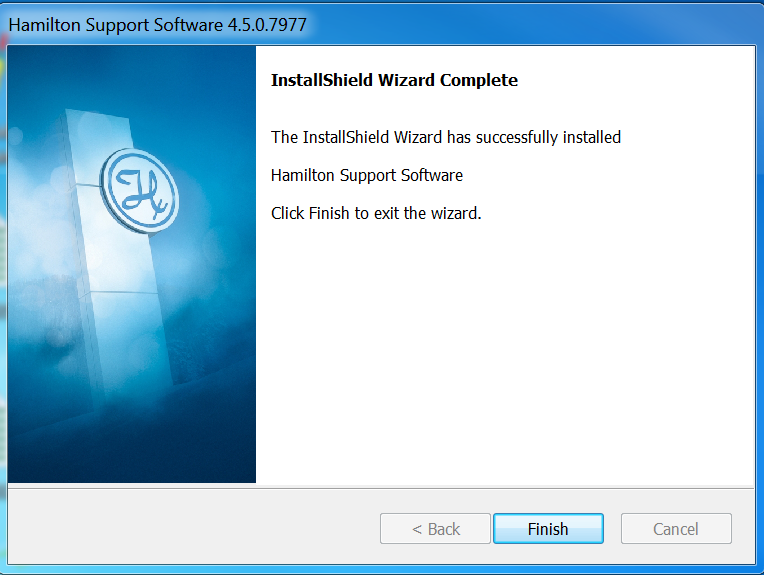 Hamilton Support Software 4.5.0.7977
InstallShield Wizard Complete
The InstallShield Wizard has successfully installed
Hamilton Support Software
Click Finish to exit the wizard.
H
< Back
Finish
Cancel